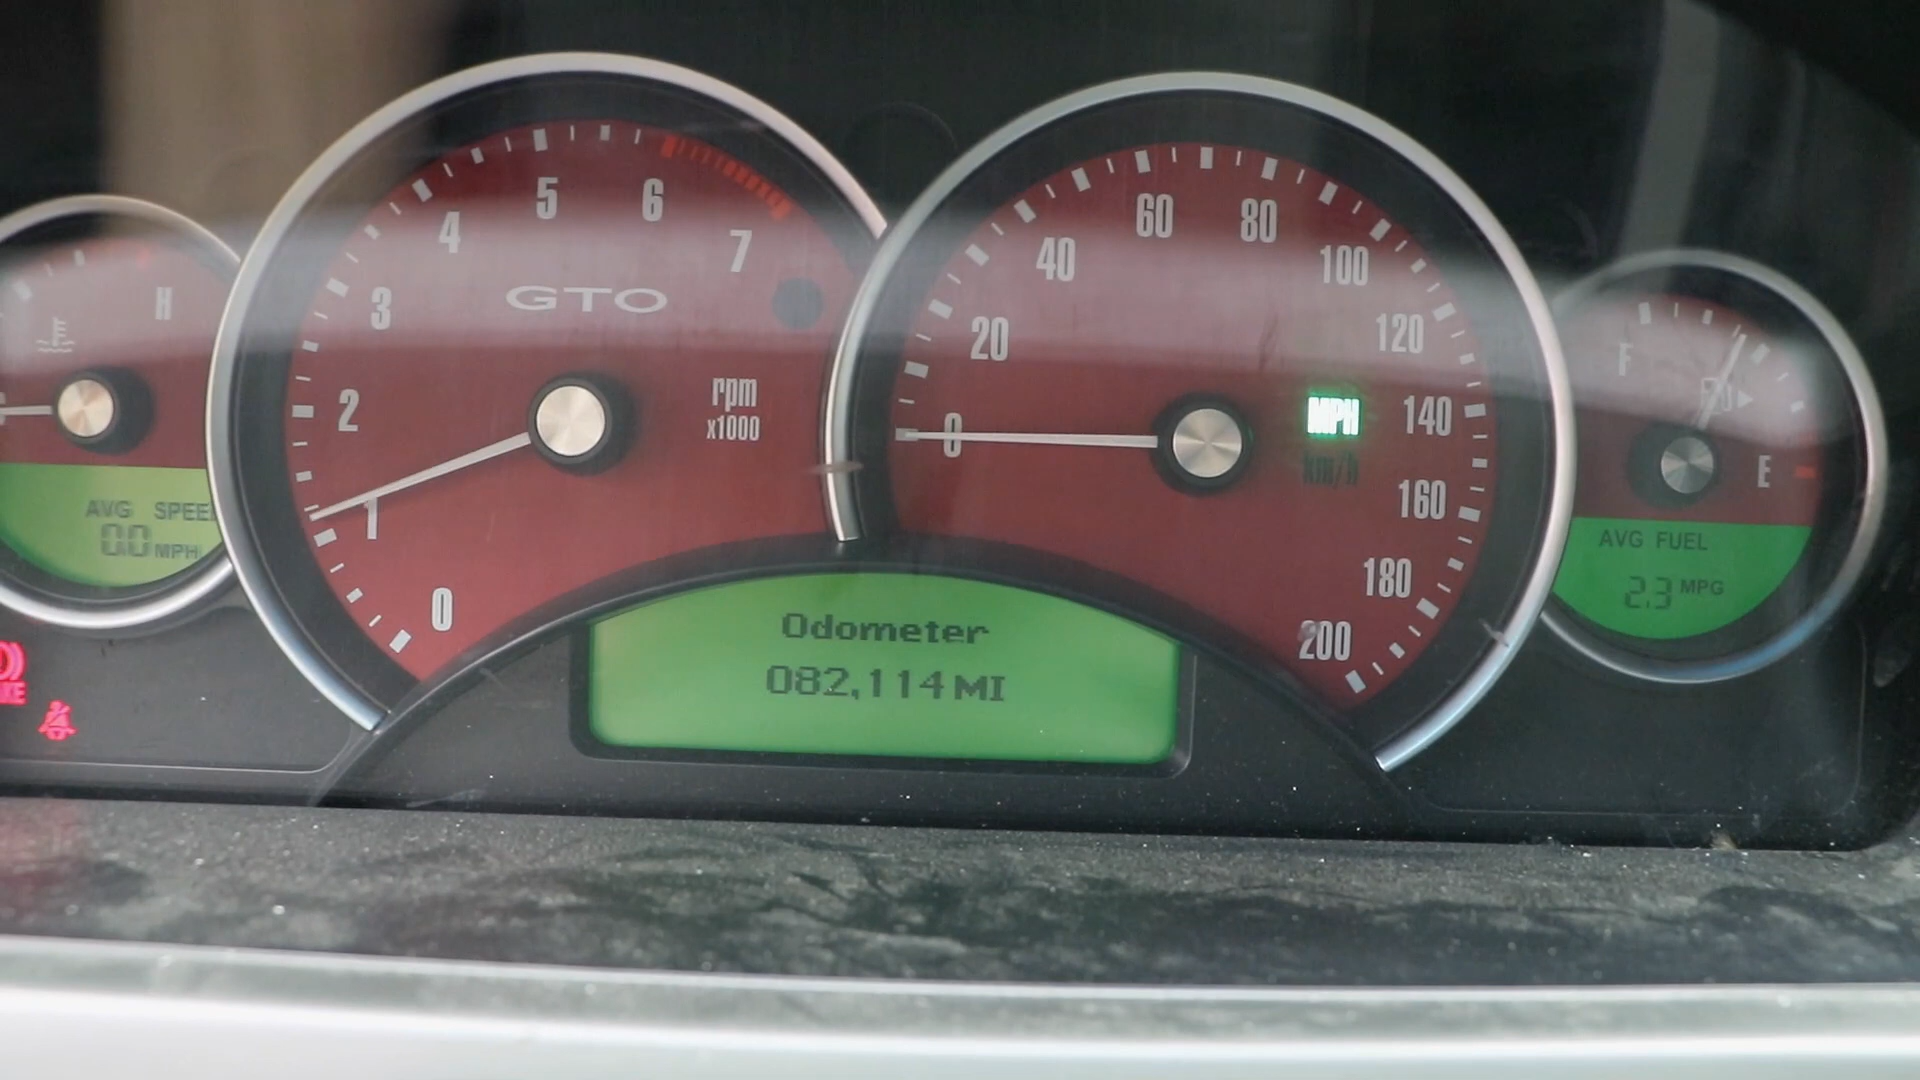 H
AVG SPEE
00 MPH
0
1
2
3
4
5
6
7
GTO
rpm
x1000
0
20
40
60
80
100
120
140
160
180
200
MPH
km/h
Odometer
082,114 MI
F
E
AVG FUEL
2.3 MPG